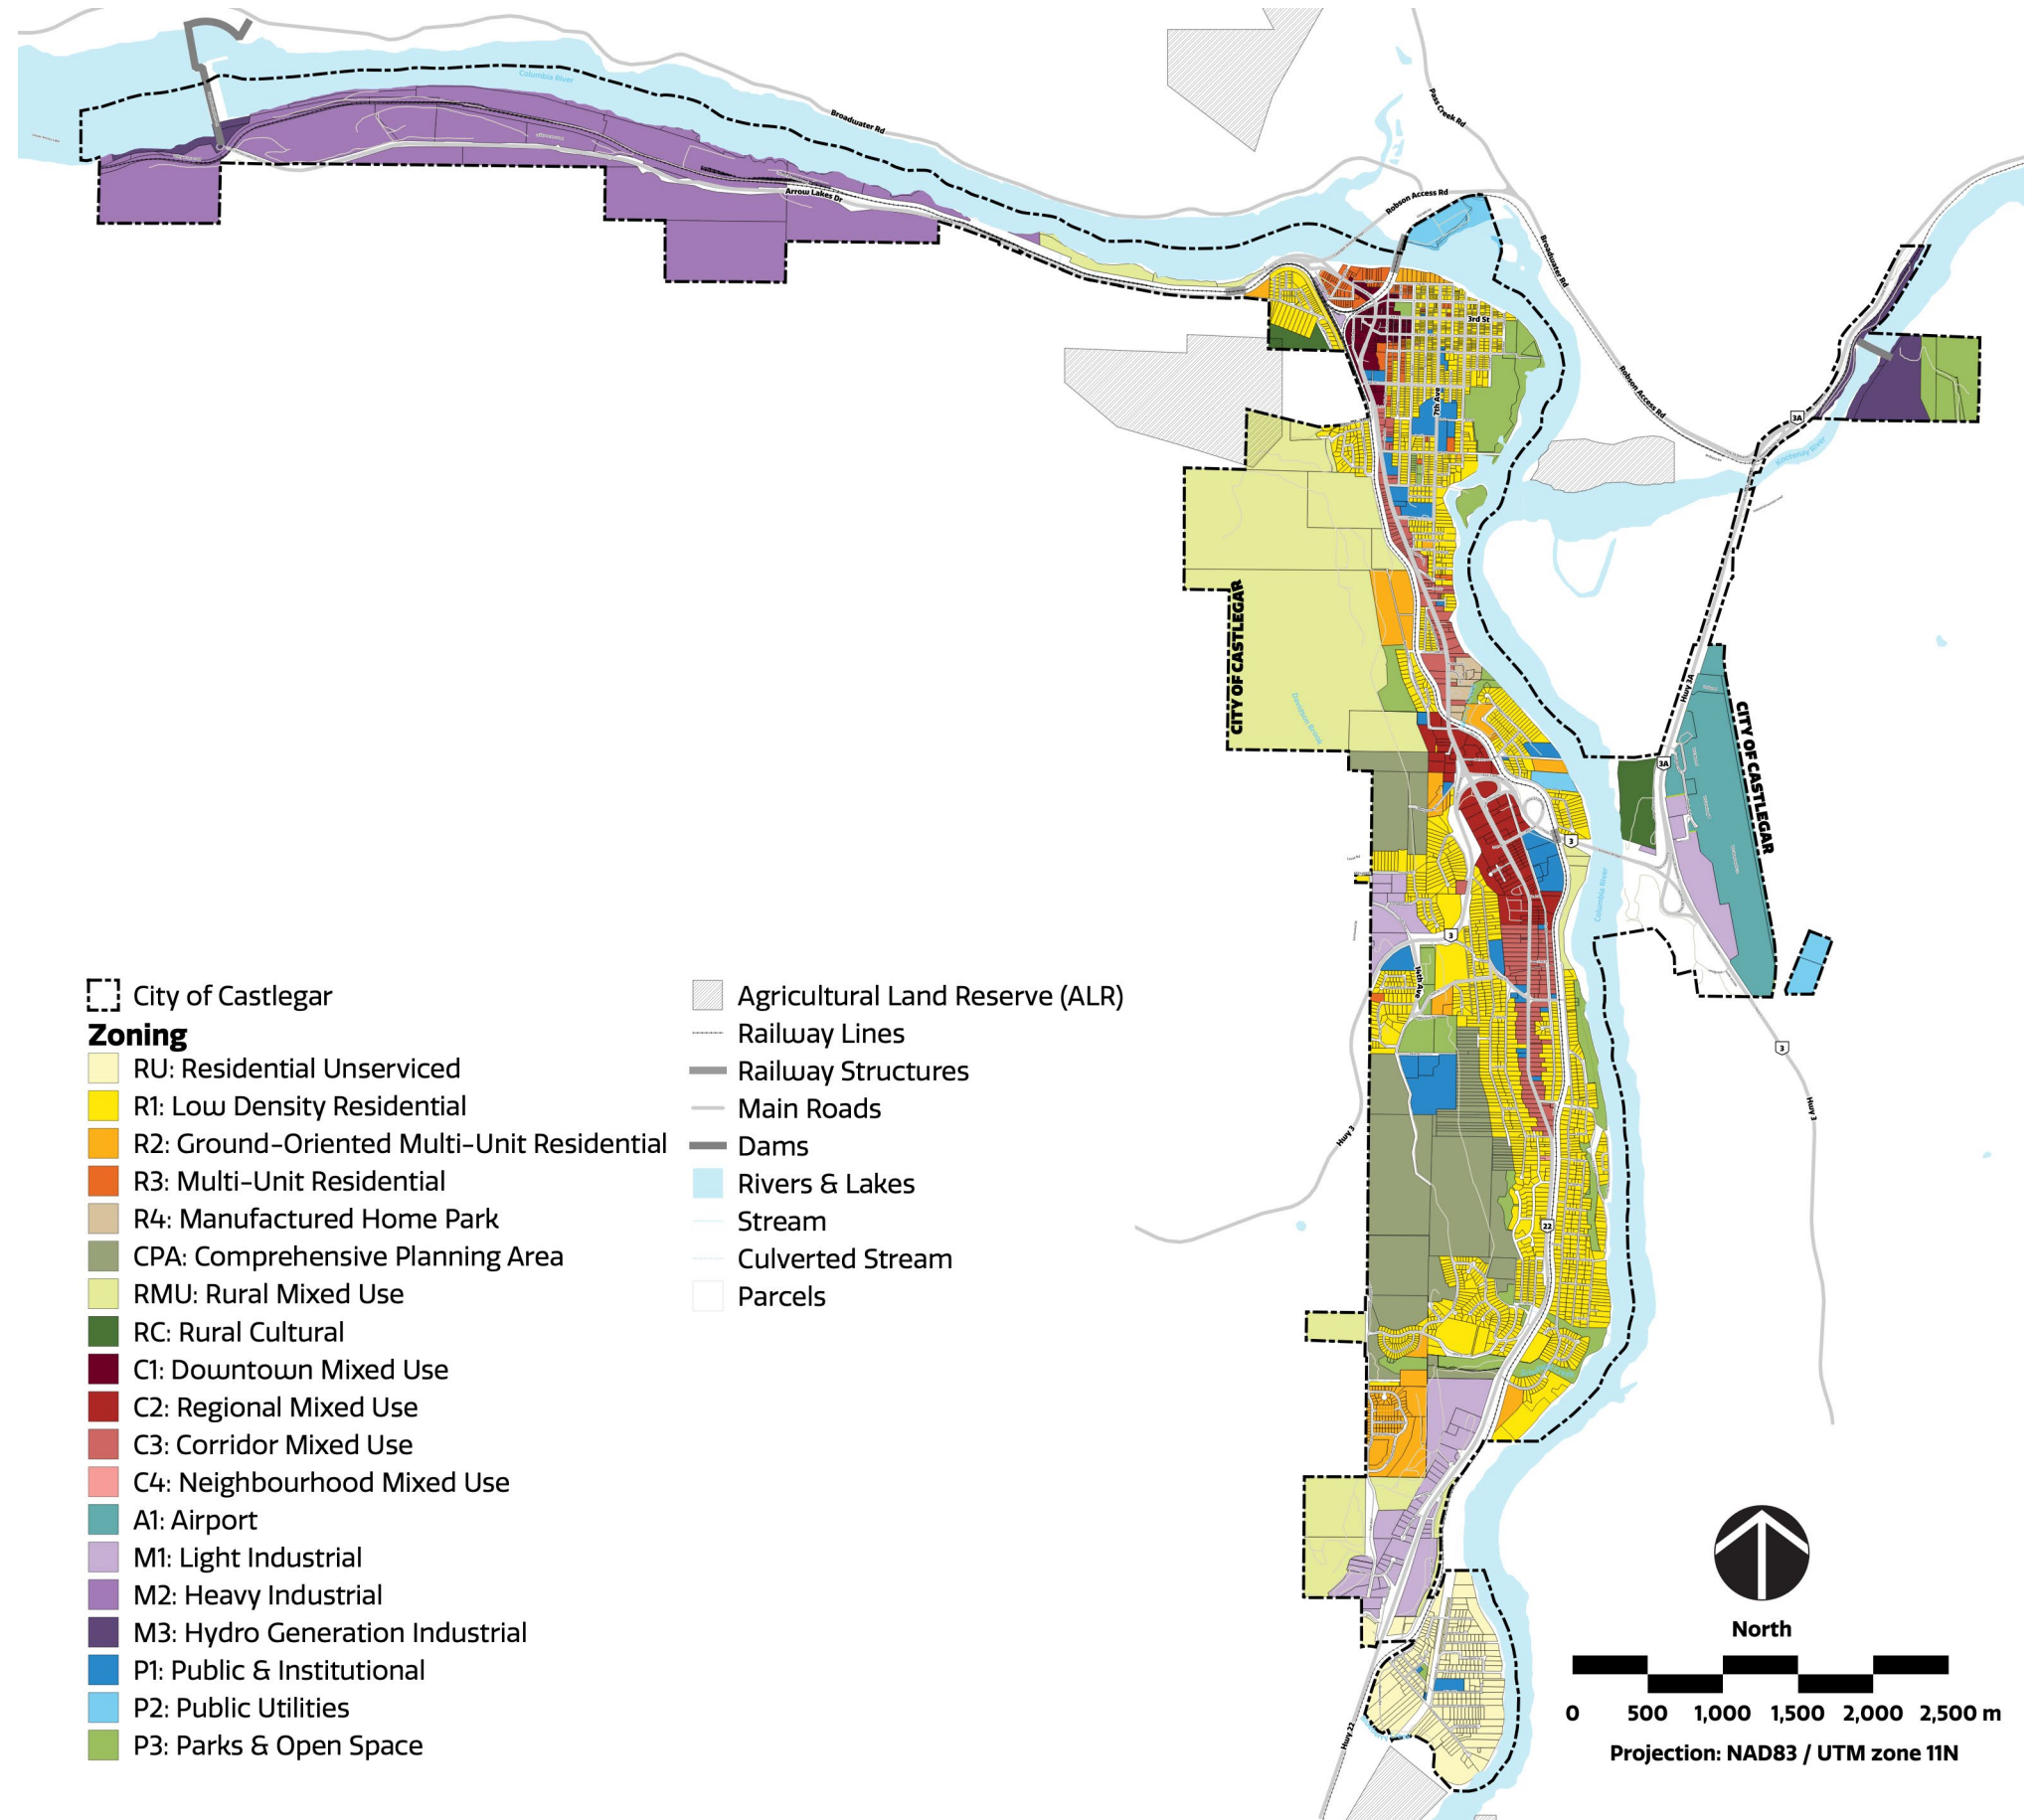 Columbia River
Broadwater Rd
Pass Creek Rd
Arrow Lakes Dr
Robson Access Rd
Broadwater Rd
3rd St
Robson Access Rd
7th Ave
3A
Kootenay River
CITY OF CASTLEGAR
Davidson Brook
Hwy 3A
CITY OF CASTLEGAR
3A
3
Columbia River
3
14th Ave
3
Hwy 3
Hwy 3
22
Hwy 22
City of Castlegar
Zoning
RU: Residential Unserviced
R1: Low Density Residential
R2: Ground-Oriented Multi-Unit Residential
R3: Multi-Unit Residential
R4: Manufactured Home Park
CPA: Comprehensive Planning Area
RMU: Rural Mixed Use
RC: Rural Cultural
C1: Downtown Mixed Use
C2: Regional Mixed Use
C3: Corridor Mixed Use
C4: Neighbourhood Mixed Use
A1: Airport
M1: Light Industrial
M2: Heavy Industrial
M3: Hydro Generation Industrial
P1: Public & Institutional
P2: Public Utilities
P3: Parks & Open Space
Agricultural Land Reserve (ALR)
Railway Lines
Railway Structures
Main Roads
Dams
Rivers & Lakes
Stream
Culverted Stream
Parcels
North
0 500 1,000 1,500 2,000 2,500 m
Projection: NAD83 / UTM zone 11N